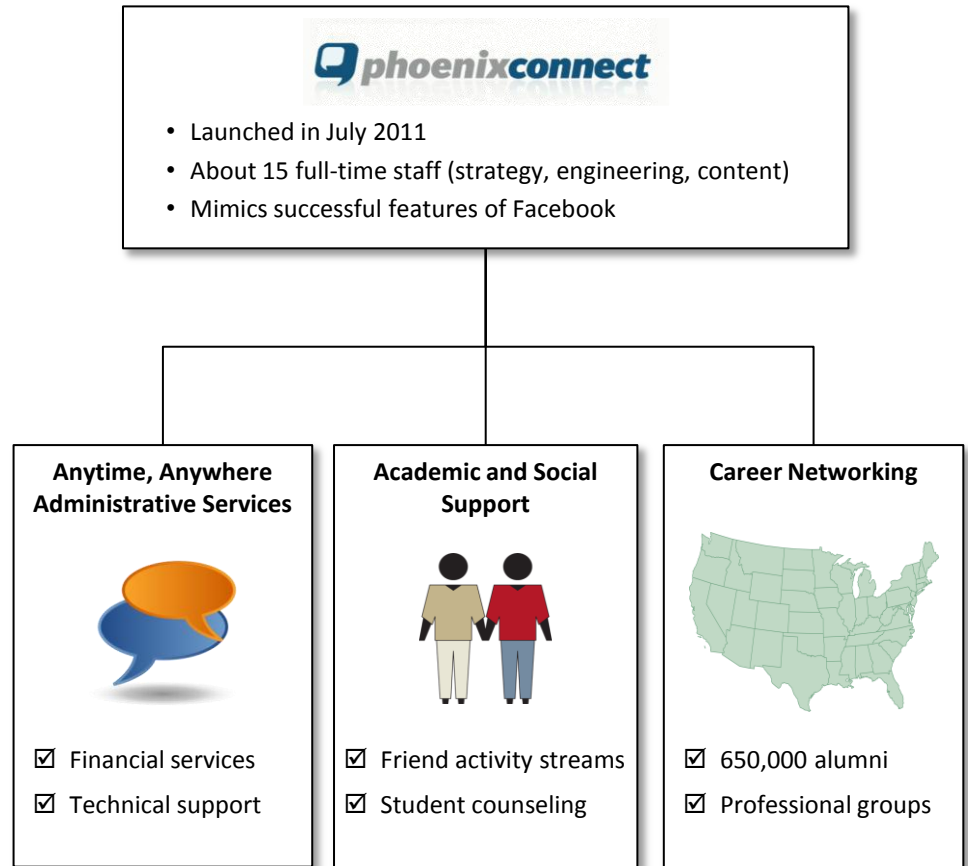 phoenixconnect
• Launched in July 2011
• About 15 full-time staff (strategy, engineering, content)
• Mimics successful features of Facebook
Anytime, Anywhere
Administrative Services
☑ Financial services
☑ Technical support
Academic and Social
Support
☑ Friend activity streams
☑ Student counseling
Career Networking
☑ 650,000 alumni
☑ Professional groups